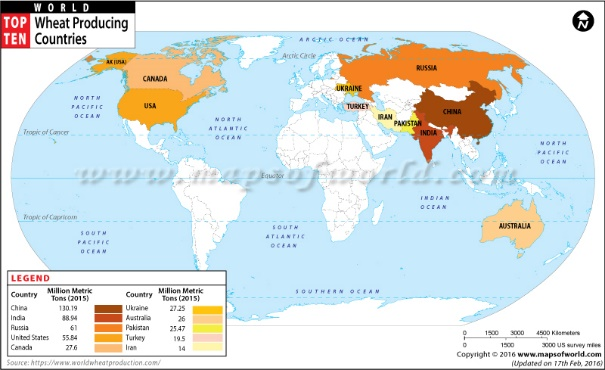 WORLD
TOP TEN
Wheat Producing
Countries
N
ARCTIC OCEAN
Arctic Circle
AK (USA)
CANADA
RUSSIA
USA
UKRAINE
TURKEY
IRAN
PAKISTAN
CHINA
INDIA
NORTH
PACIFIC
OCEAN
NORTH
ATLANTIC
OCEAN
NORTH
PACIFIC
OCEAN
Tropic of Cancer
www.mapsofworld.com
Equator
INDIAN
OCEAN
Tropic of Capricorn
SOUTH
PACIFIC
OCEAN
SOUTH
ATLANTIC
OCEAN
AUSTRALIA
SOUTHERN OCEAN
LEGEND
Country Million Metric Tons (2015) Country Million Metric Tons (2015)
China 130.19 Ukraine 27.25
India 88.94 Australia 26
Russia 61 Pakistan 25.47
United States 55.84 Turkey 19.5
Canada 27.6 Iran 14
Source: https://www.worldwheatproduction.com/
0 1500 3000 4500 Kilometers
0 1500 3000 US survey miles
Copyright © 2016 www.mapsofworld.com
(Updated on 17th Feb, 2016)